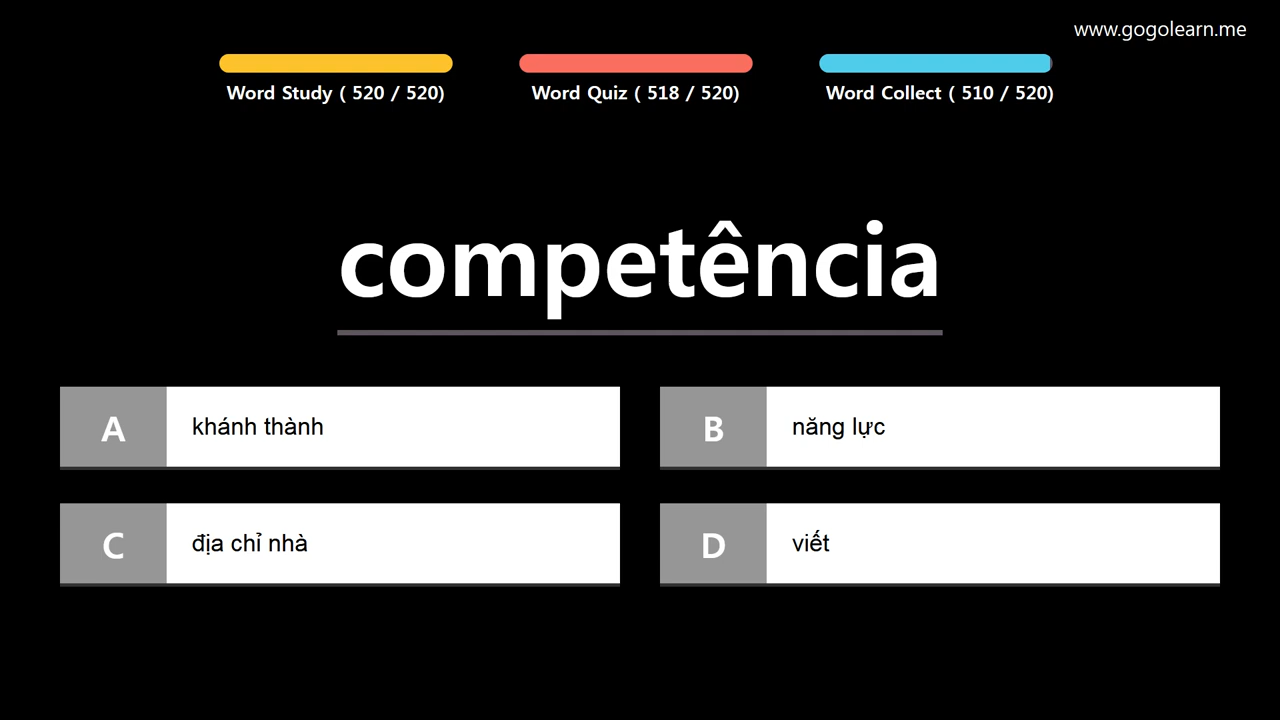 www.gogolearn.me
Word Study ( 520 / 520)
Word Quiz ( 518 / 520)
Word Collect ( 510 / 520)
competência
A
khánh thành
B
năng lực
C
địa chỉ nhà
D
viết